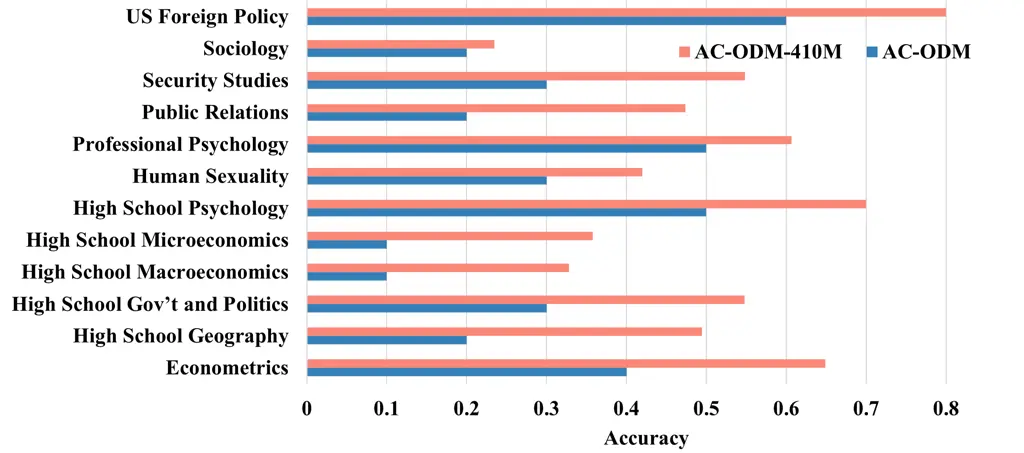 US Foreign Policy
Sociology
Security Studies
Public Relations
Professional Psychology
Human Sexuality
High School Psychology
High School Microeconomics
High School Macroeconomics
High School Gov’t and Politics
High School Geography
Econometrics
AC-ODM-410M AC-ODM
0 0.1 0.2 0.3 0.4 0.5 0.6 0.7 0.8
Accuracy